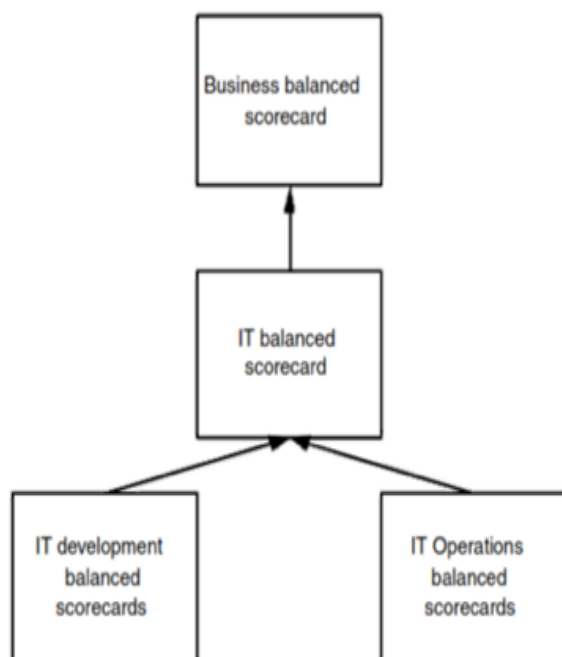 Business balanced
scorecard
IT balanced
scorecard
IT development
balanced
scorecards
IT Operations
balanced
scorecards